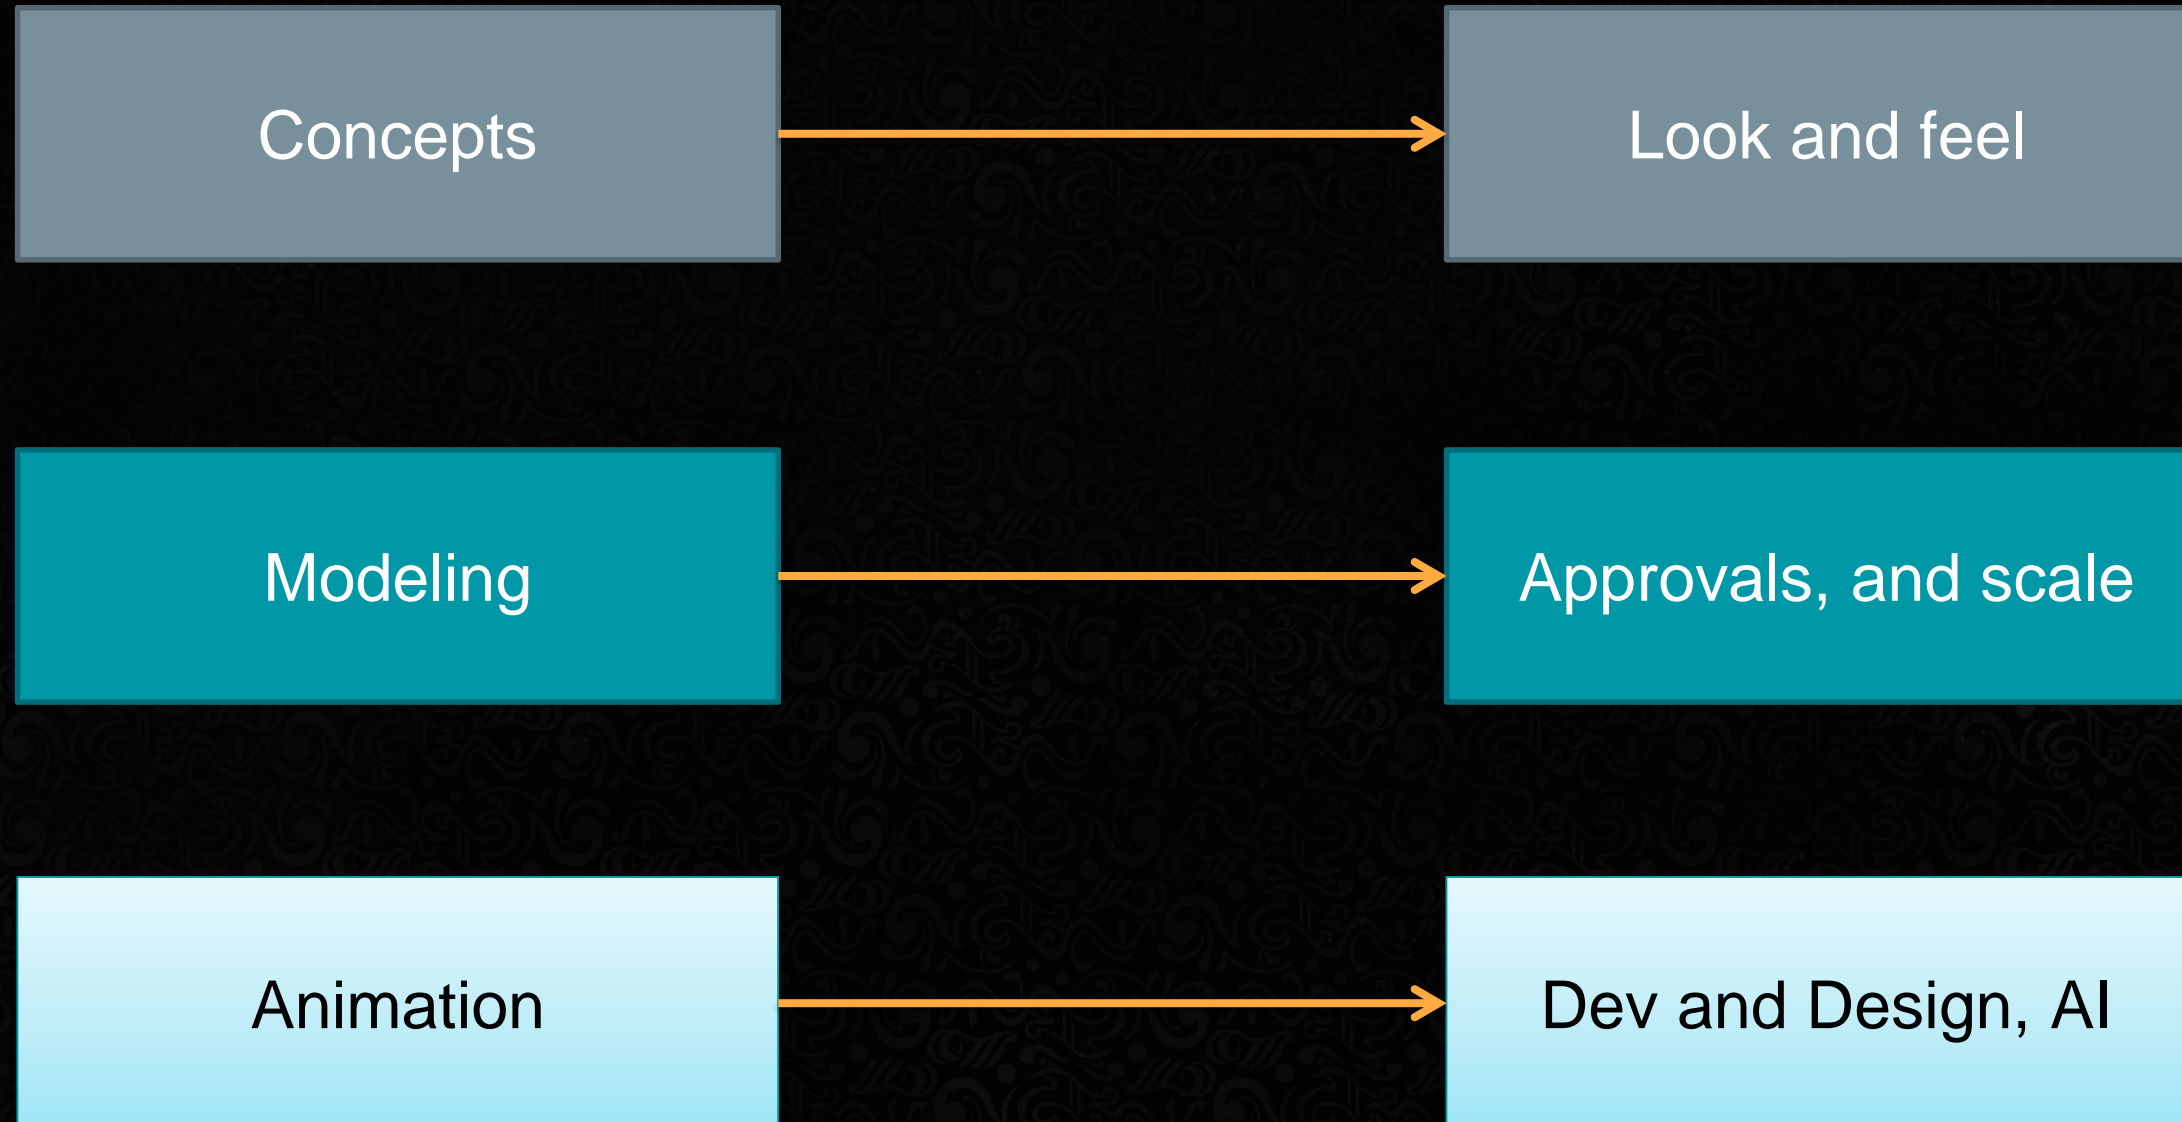 Concepts
Look and feel
Modeling
Approvals, and scale
Animation
Dev and Design, AI